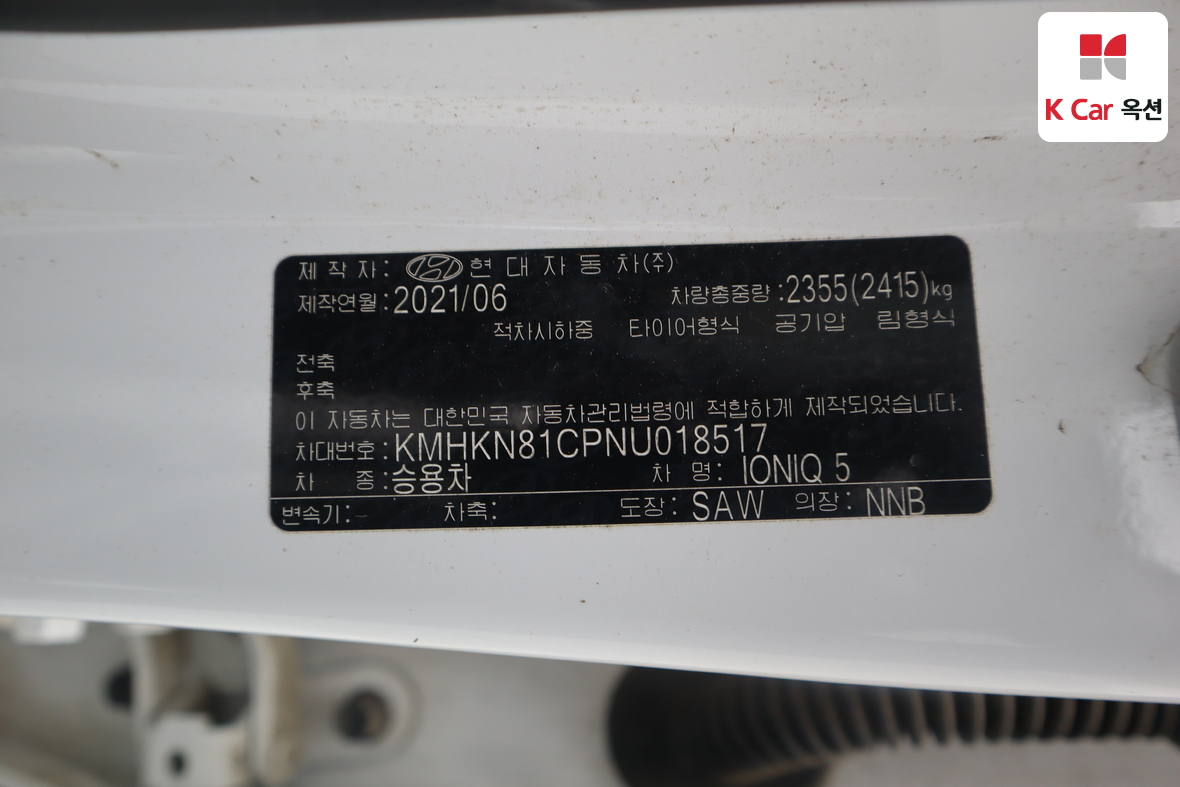 K Car 옥션
제 작 자 : 현 대 자 동 차(주)
제작연월 : 2021/06 차량총중량 : 2355(2415)kg
적차시하중 타이어형식 공기압 림형식
전축
후축
이 자동차는 대한민국 자동차관리법령에 적합하게 제작되었습니다.
차대번호 : KMHKN81CPNU018517
차 종 : 승용차 차 명 : IONIQ 5
변속기 : - 차축 : 도장 : SAW 의장 : NNB